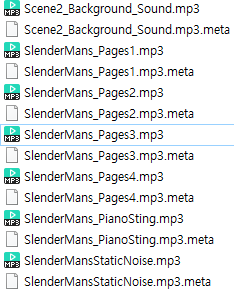 Scene2_Background_Sound.mp3
Scene2_Background_Sound.mp3.meta
SlenderMans_Pages1.mp3
SlenderMans_Pages1.mp3.meta
SlenderMans_Pages2.mp3
SlenderMans_Pages2.mp3.meta
SlenderMans_Pages3.mp3
SlenderMans_Pages3.mp3.meta
SlenderMans_Pages4.mp3
SlenderMans_Pages4.mp3.meta
SlenderMans_PianoSting.mp3
SlenderMans_PianoSting.mp3.meta
SlenderMansStaticNoise.mp3
SlenderMansStaticNoise.mp3.meta